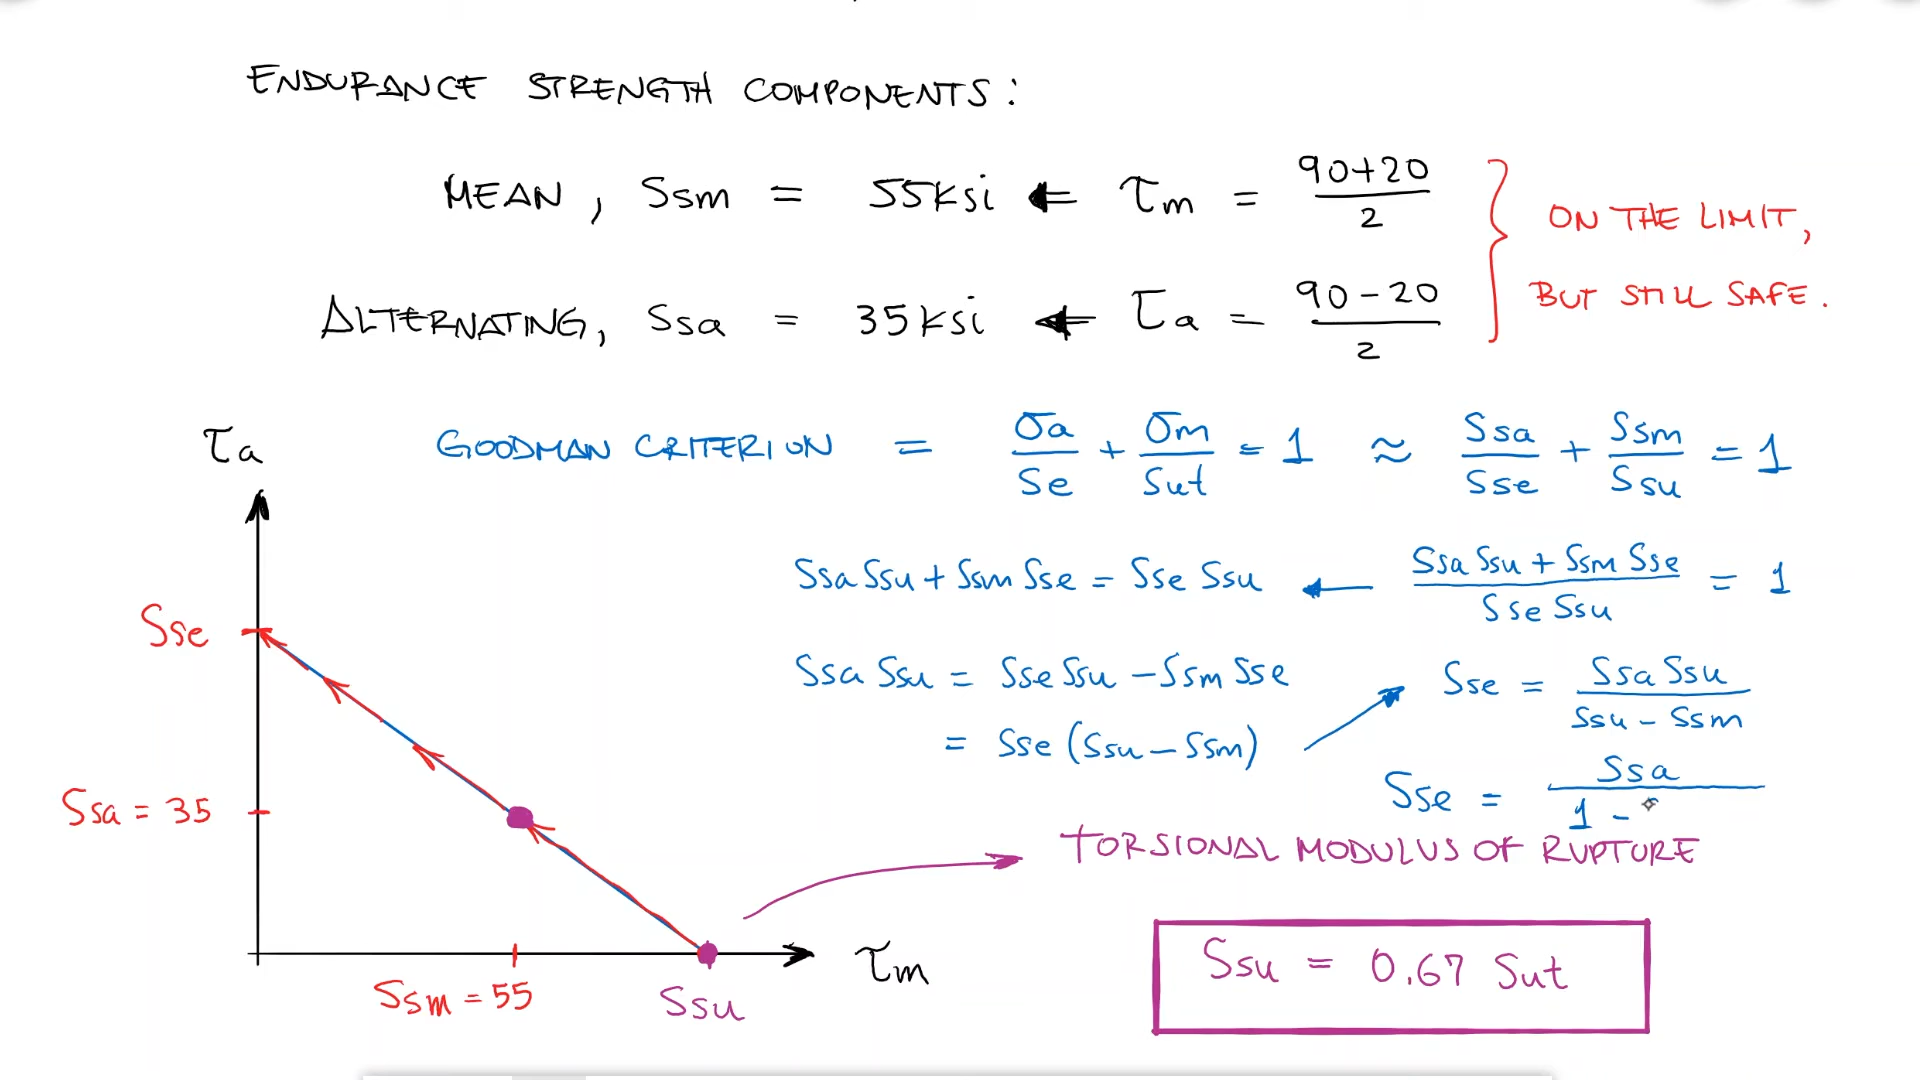 ENDURANCE STRENGTH COMPONENTS:
MEAN, Ssm = 55ksi ← τm = (90+20)/2
ALTERNATING, Ssa = 35ksi ← τa = (90-20)/2
ON THE LIMIT,
BUT STILL SAFE.
GOODMAN CRITERION = σa/Se + σm/Sut = 1 ≈ Ssa/Sse + Ssm/Ssu = 1
Ssa Ssu + Ssm Sse = Sse Ssu ← (Ssa Ssu + Ssm Sse)/(Sse Ssu) = 1
Ssa Ssu = Sse Ssu - Ssm Sse
= Sse (Ssu - Ssm)
Sse = (Ssa Ssu)/(Ssu - Ssm)
Sse = Ssa/(1 -
τa
Sse
Ssa = 35
Ssm = 55
Ssu
τm
TORSIONAL MODULUS OF RUPTURE
Ssu = 0.67 Sut